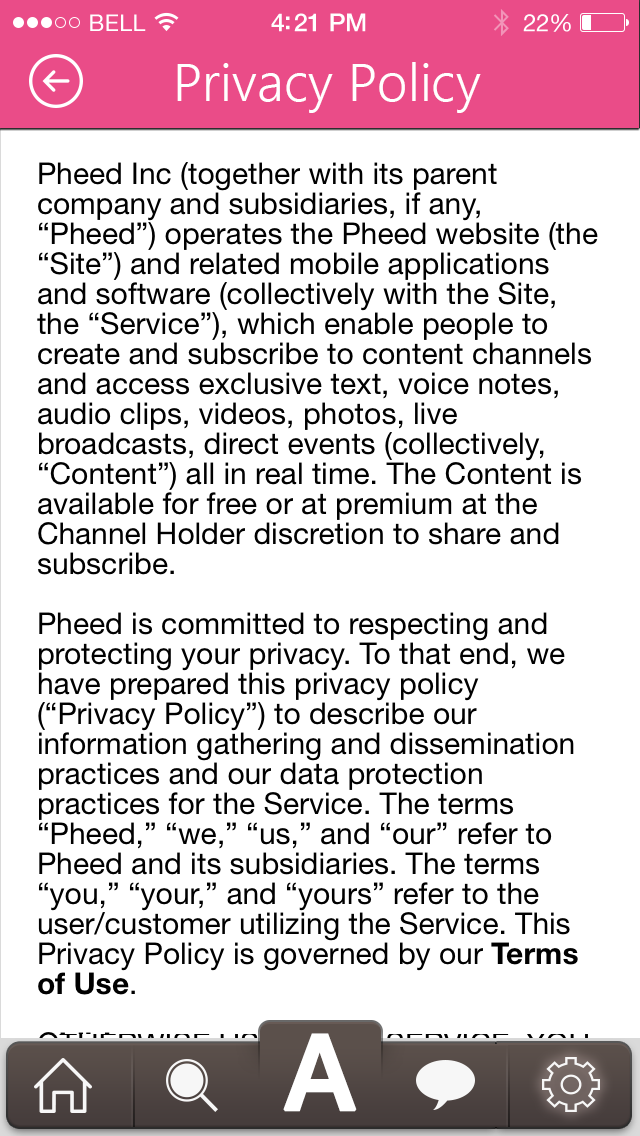 BELL 4:21 PM 22%
Privacy Policy
Pheed Inc (together with its parent
company and subsidiaries, if any,
“Pheed”) operates the Pheed website (the
“Site”) and related mobile applications
and software (collectively with the Site,
the “Service”), which enable people to
create and subscribe to content channels
and access exclusive text, voice notes,
audio clips, videos, photos, live
broadcasts, direct events (collectively,
“Content”) all in real time. The Content is
available for free or at premium at the
Channel Holder discretion to share and
subscribe.
Pheed is committed to respecting and
protecting your privacy. To that end, we
have prepared this privacy policy
(“Privacy Policy”) to describe our
information gathering and dissemination
practices and our data protection
practices for the Service. The terms
“Pheed,” “we,” “us,” and “our” refer to
Pheed and its subsidiaries. The terms
“you,” “your,” and “yours” refer to the
user/customer utilizing the Service. This
Privacy Policy is governed by our Terms
of Use.
A